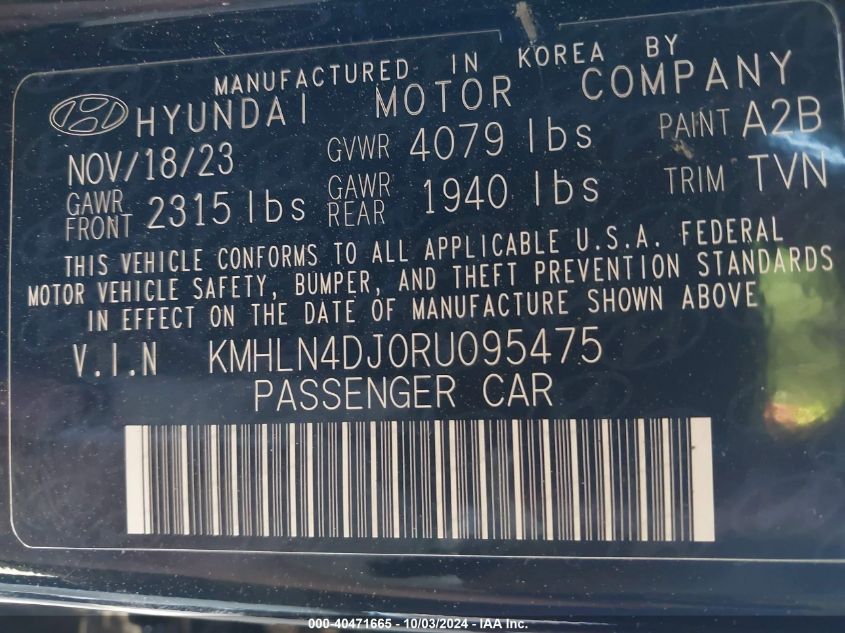 MANUFACTURED IN KOREA BY
HYUNDAI MOTOR COMPANY
NOV/18/23 GVWR 4079 lbs PAINT A2B
GAWR FRONT 2315 lbs GAWR REAR 1940 lbs TRIM TVN
THIS VEHICLE CONFORMS TO ALL APPLICABLE U.S.A. FEDERAL
MOTOR VEHICLE SAFETY, BUMPER, AND THEFT PREVENTION STANDARDS
IN EFFECT ON THE DATE OF MANUFACTURE SHOWN ABOVE
V.I.N KMHLN4DJ0RU095475
PASSENGER CAR
000-40471665 - 10/03/2024 - IAA Inc.